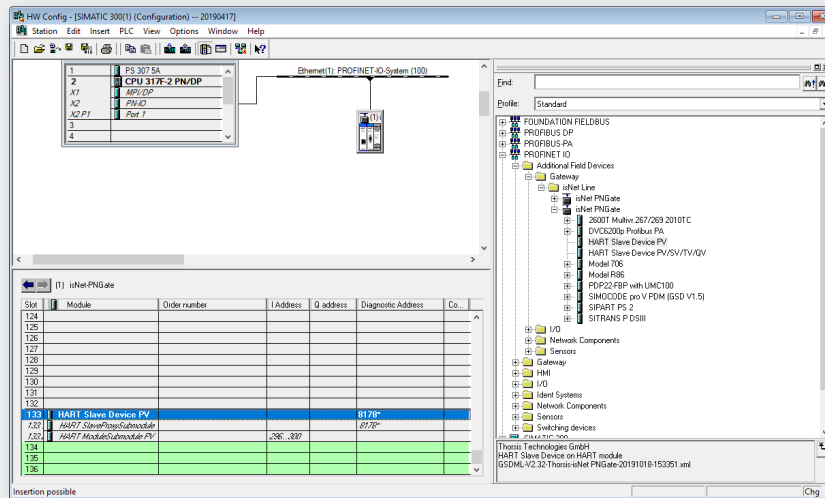 HW Config - [SIMATIC 300(1) (Configuration) -- 20190417]
Station Edit Insert PLC View Options Window Help
1 PS 307 5A
2 CPU 317F-2 PN/DP
X1 MPI/DP
X2 PN-IO
X2 P1 Port 1
3
4
Ethernet(1): PROFINET-IO-System (100)
(1) i
Find:
Profile: Standard
FOUNDATION FIELDBUS
PROFIBUS DP
PROFIBUS-PA
PROFINET IO
Additional Field Devices
Gateway
isNet Line
isNet PNGate
isNet PNGate
2600T Multivr.267/269 2010TC
DVC6200p Profibus PA
HART Slave Device PV
HART Slave Device PV/SV/TV/QV
Model 706
Model R86
PDP22-FBP with UMC100
SIMOCODE pro V PDM (GSD V1.5)
SIPART PS 2
SITRANS P DSIII
I/O
Network Components
Sensors
Gateway
HMI
I/O
Ident Systems
Network Components
Sensors
Switching devices
SIMATIC 300
Thorsis Technologies GmbH
HART Slave Device on HART module
GSDML-V2.32-Thorsis-isNet PNGate-20191018-153351.xml
(1) isNet-PNGate
Slot Module Order number I Address Q address Diagnostic Address Co...
124
125
126
127
128
129
130
131
132
133 HART Slave Device PV 8178*
133 HART SlaveProxySubmodule 8178*
133. HART ModuleSubmodule PV 296...300
134
135
136
Insertion possible Chg